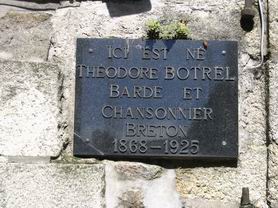 ICI EST NÉ
THÉODORE BOTREL
BARDE ET
CHANSONNIER
BRETON
1868-1925